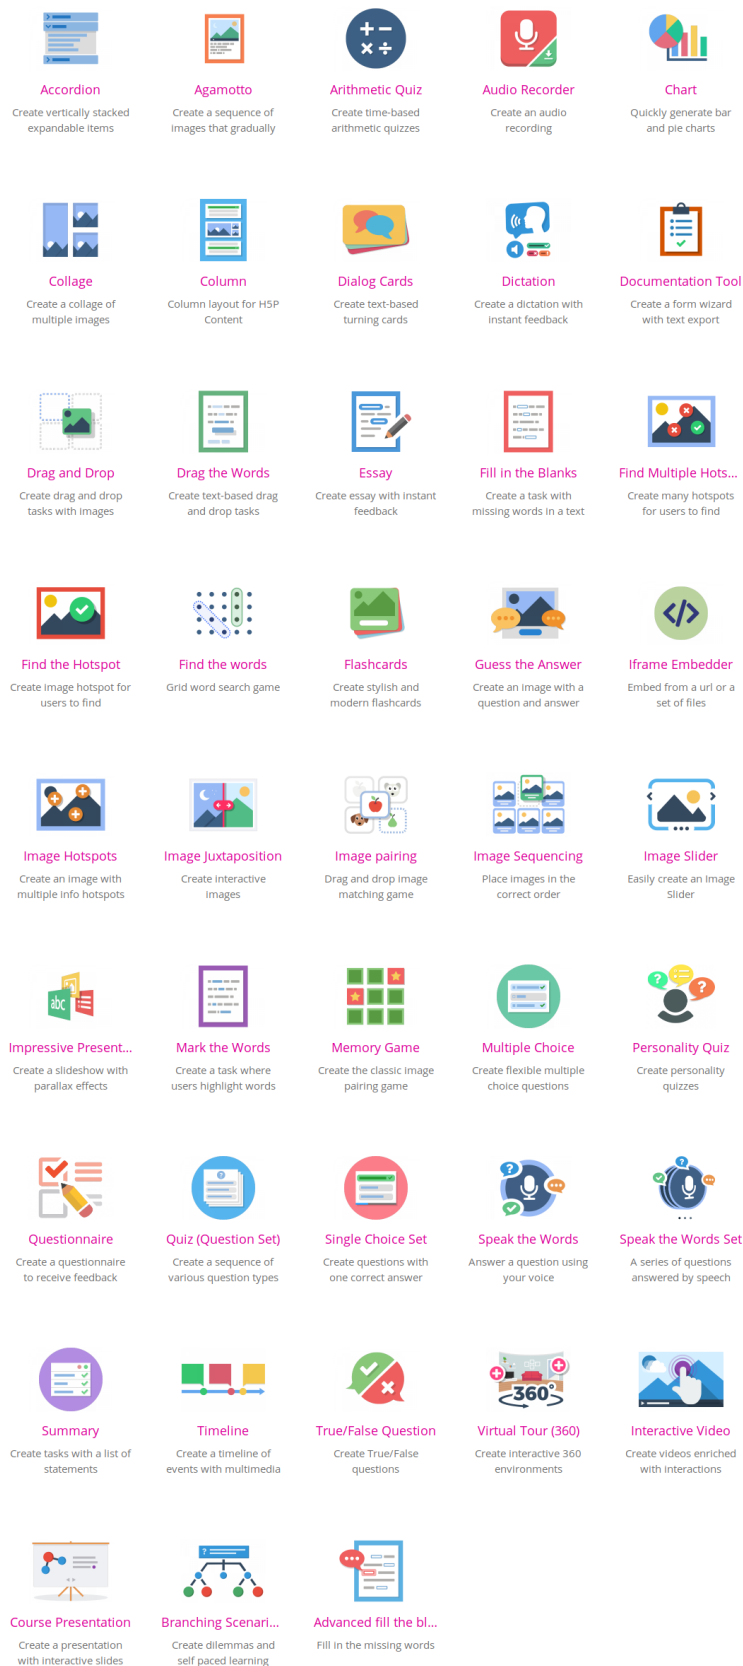 Accordion
Create vertically stacked
expandable items
Agamotto
Create a sequence of
images that gradually
Arithmetic Quiz
Create time-based
arithmetic quizzes
Audio Recorder
Create an audio
recording
Chart
Quickly generate bar
and pie charts
Collage
Create a collage of
multiple images
Column
Column layout for H5P
Content
Dialog Cards
Create text-based
turning cards
Dictation
Create a dictation with
instant feedback
Documentation Tool
Create a form wizard
with text export
Drag and Drop
Create drag and drop
tasks with images
Drag the Words
Create text-based drag
and drop tasks
Essay
Create essay with instant
feedback
Fill in the Blanks
Create a task with
missing words in a text
Find Multiple Hots...
Create many hotspots
for users to find
Find the Hotspot
Create image hotspot for
users to find
Find the words
Grid word search game
Flashcards
Create stylish and
modern flashcards
Guess the Answer
Create an image with a
question and answer
</>
Iframe Embedder
Embed from a url or a
set of files
Image Hotspots
Create an image with
multiple info hotspots
Image Juxtaposition
Create interactive
images
Image pairing
Drag and drop image
matching game
Image Sequencing
Place images in the
correct order
Image Slider
Easily create an Image
Slider
abc
Impressive Present...
Create a slideshow with
parallax effects
Mark the Words
Create a task where
users highlight words
Memory Game
Create the classic image
pairing game
Multiple Choice
Create flexible multiple
choice questions
Personality Quiz
Create personality
quizzes
Questionnaire
Create a questionnaire
to receive feedback
Quiz (Question Set)
Create a sequence of
various question types
Single Choice Set
Create questions with
one correct answer
Speak the Words
Answer a question using
your voice
Speak the Words Set
A series of questions
answered by speech
Summary
Create tasks with a list of
statements
Timeline
Create a timeline of
events with multimedia
True/False Question
Create True/False
questions
360°
Virtual Tour (360)
Create interactive 360
environments
Interactive Video
Create videos enriched
with interactions
Course Presentation
Create a presentation
with interactive slides
Branching Scenari...
Create dilemmas and
self paced learning
Advanced fill the bl...
Fill in the missing words